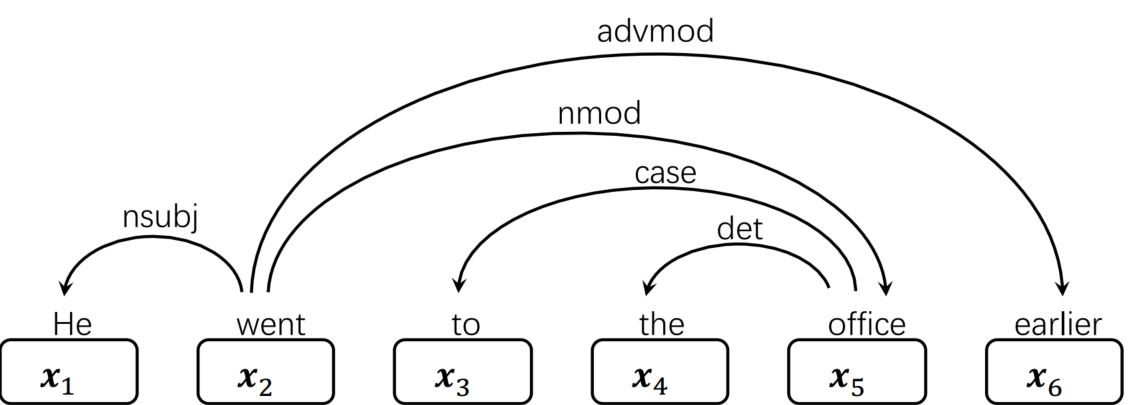 advmod
nmod
case
nsubj
det
He went to the office earlier
x₁ x₂ x₃ x₄ x₅ x₆